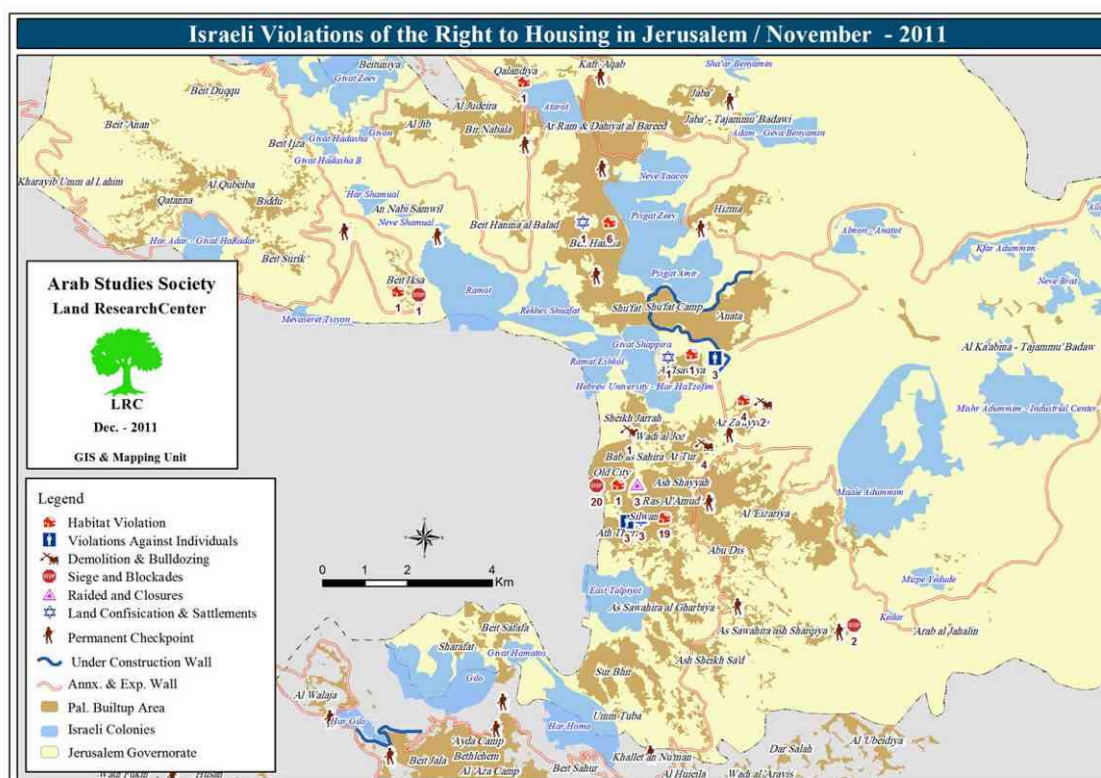 Israeli Violations of the Right to Housing in Jerusalem / November - 2011
Beituniya
Givat Zeev
Qalandiya
1
Kafr 'Aqab
Sha'ar Benyamin
Beit Duqqu
Al Judeira
Atarot
Jaba'
Beit 'Anan
Givat Hadasha
Givon
Al Jib
Bir Nabala
Ar Ram & Dahiyat al Bareed
Jaba' - Tajammu' Badawi
Adam - Geva Benyamin
Beit Ijza
Givat Hadasha B
Kharayib Umm al Lahim
Al Qubeiba
Neve Yaacov
Qatanna
Biddu
Har Shamual
An Nabi Samwil
Neve Shamual
Beit Hanina al Balad
Pisgat Zeev
Hizma
Almon - Anatot
Har Adar - Givat HaRadar
Beit Surik
1
6
Kfar Adummim
Beit Iksa
1
1
Ramot
Pisgat Amir
Neve Brat
Mevaseret Tsiyon
Rekhes Shuafat
Shu'fat
Shu'fat Camp
'Anata
Givat Shappira
Ramat Eshkol
1
1
3
Al Ka'abina - Tajammu' Badaw
Hebrew University - Har HaTzofim
Mishr Adummim - Industrial Center
Sheikh Jarrah
4
2
Wadi al Joz
1
Bab as Sahira
At Tur
4
Old City
Ash Shayyah
20
1
3
Ras Al'Amud
Maale Adummim
Silwan
Al 'Eizariya
3
3
19
Abu Dis
East Talpiyot
Mizpe Yedude
As Sawahira al Gharbiya
Kedar
As Sawahira ash Sharqiya
2
Arab al Jahalin
Beit Safafa
Sharafat
Givat Hamatos
Ash Sheikh Sa'd
Sur Bhir
Gilo
Al Walaja
Har Gilo
Umm Tuba
Har Homa
'Ayda Camp
Bethlehem
Khallet an Nu'man
Beit Jala
Al 'Aza Camp
Beit Sahur
Dar Salah
Al 'Ubeidiya
Wadi Fukin
Husan
Wadi al 'Arayis
Arab Studies Society
Land ResearchCenter
LRC
Dec. - 2011
GIS & Mapping Unit
Legend
Habitat Violation
Violations Against Individuals
Demolition & Bulldozing
STOP Siege and Blockades
Raided and Closures
Land Confisication & Sattlements
Permanent Checkpoint
Under Construction Wall
Annx. & Exp. Wall
Pal. Builtup Area
Israeli Colonies
Jerusalem Governorate
0 2 4
Km